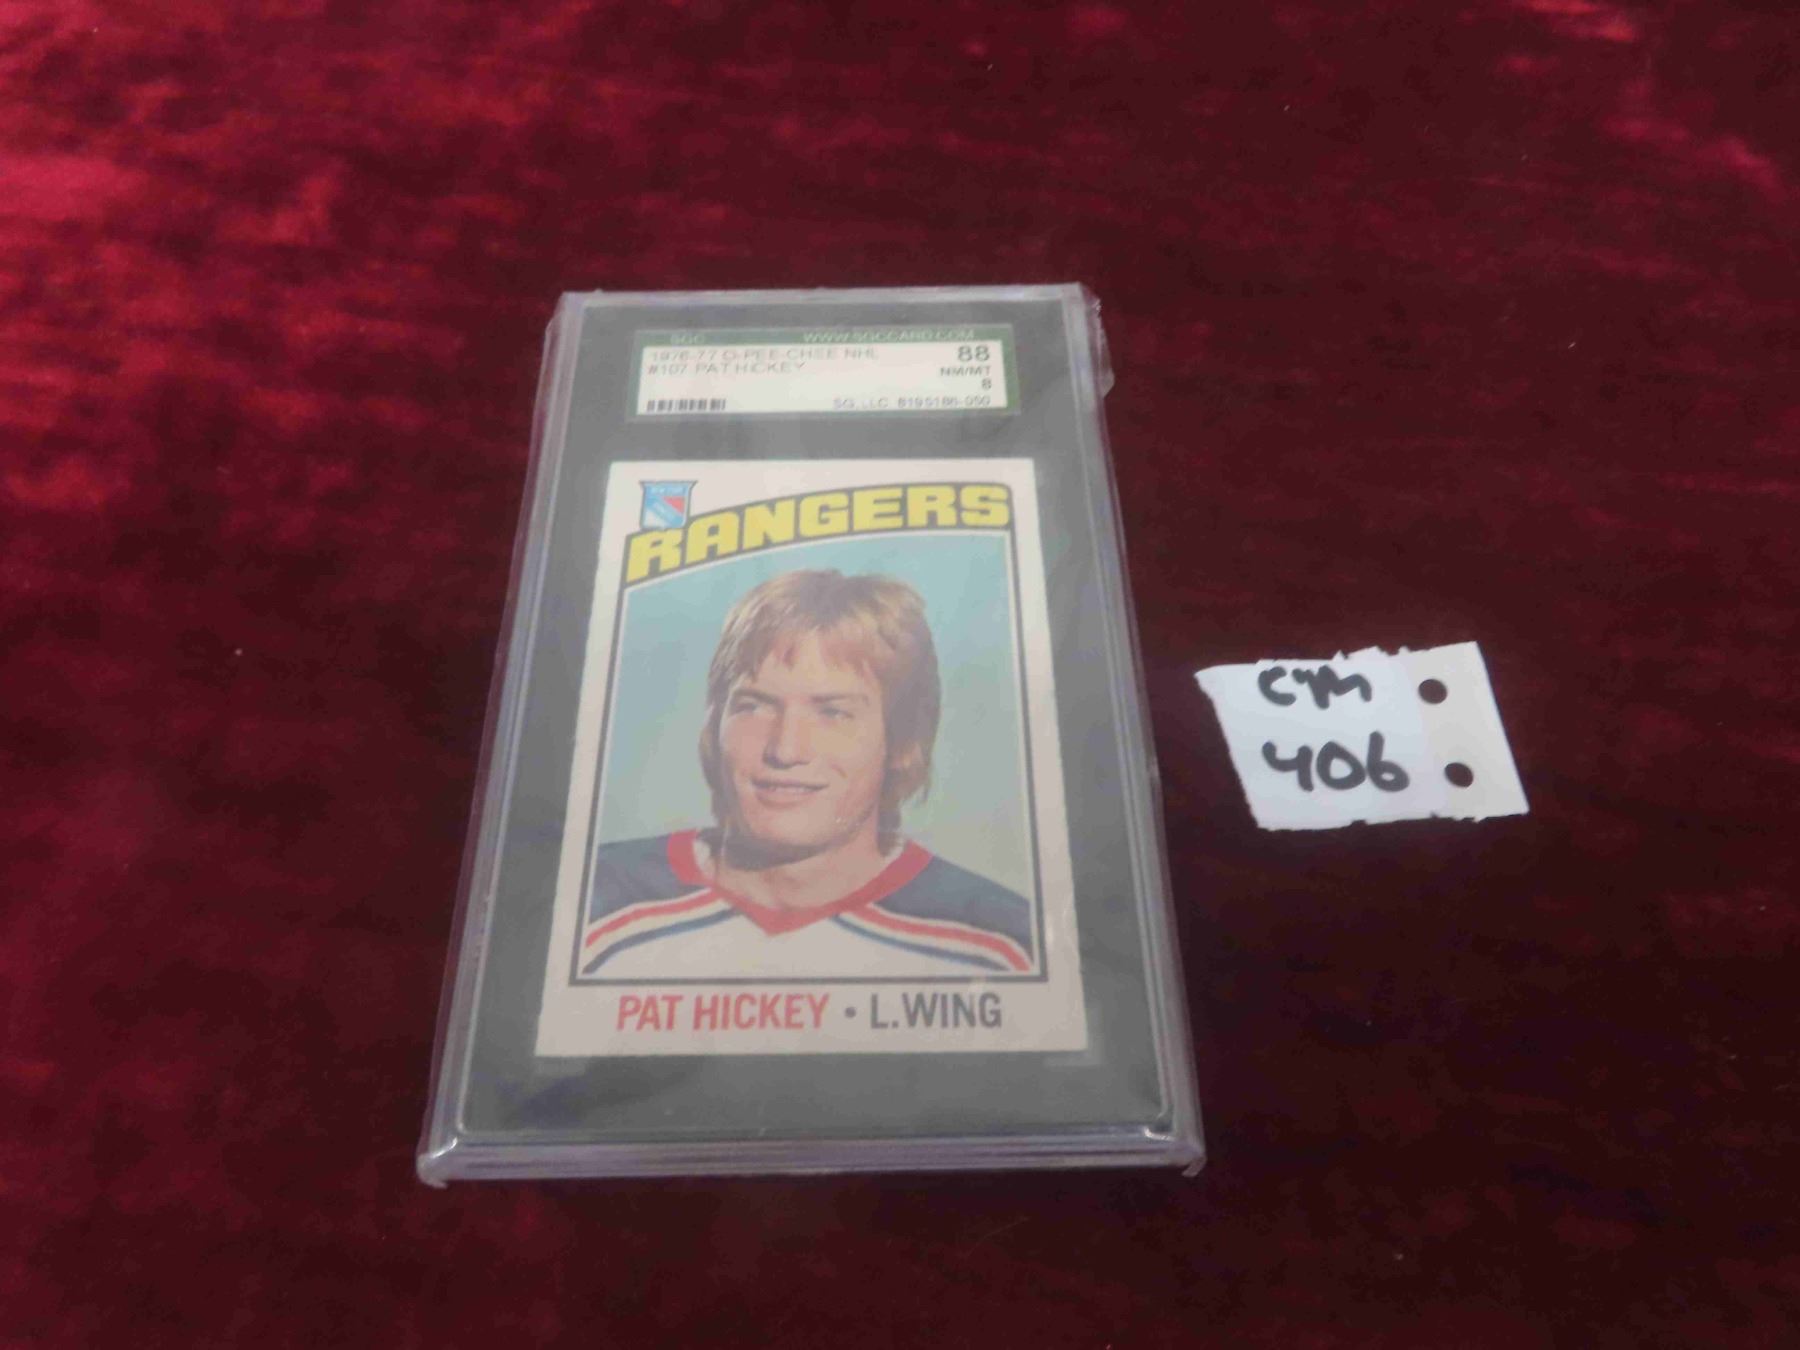 SGC WWW.SGCCARD.COM
1976-77 O-PEE-CHEE NHL 88
#107 PAT HICKEY NM/MT
8
SG, LLC 8195186-050
RANGERS
PAT HICKEY • L.WING
CYM
406